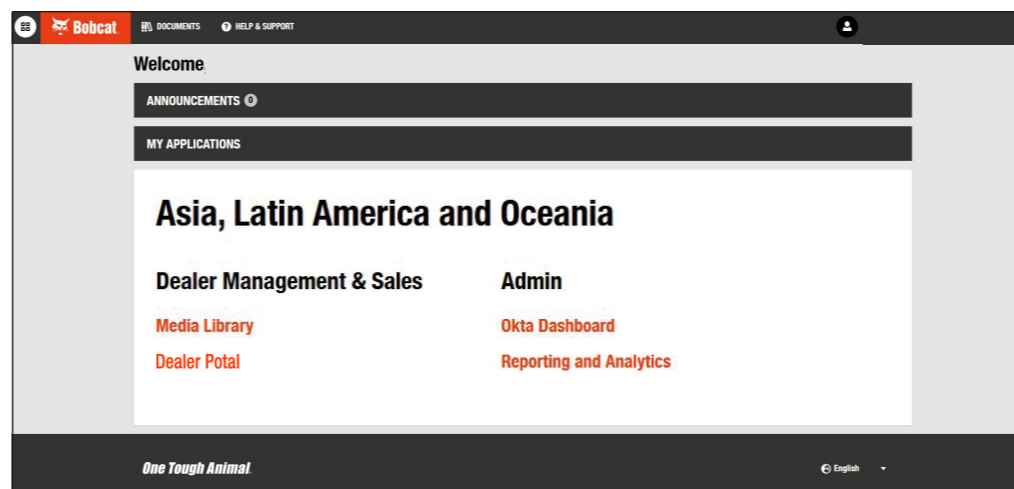 Bobcat DOCUMENTS HELP & SUPPORT
Welcome
ANNOUNCEMENTS 0
MY APPLICATIONS
Asia, Latin America and Oceania
Dealer Management & Sales
Media Library
Dealer Potal
Admin
Okta Dashboard
Reporting and Analytics
One Tough Animal
English